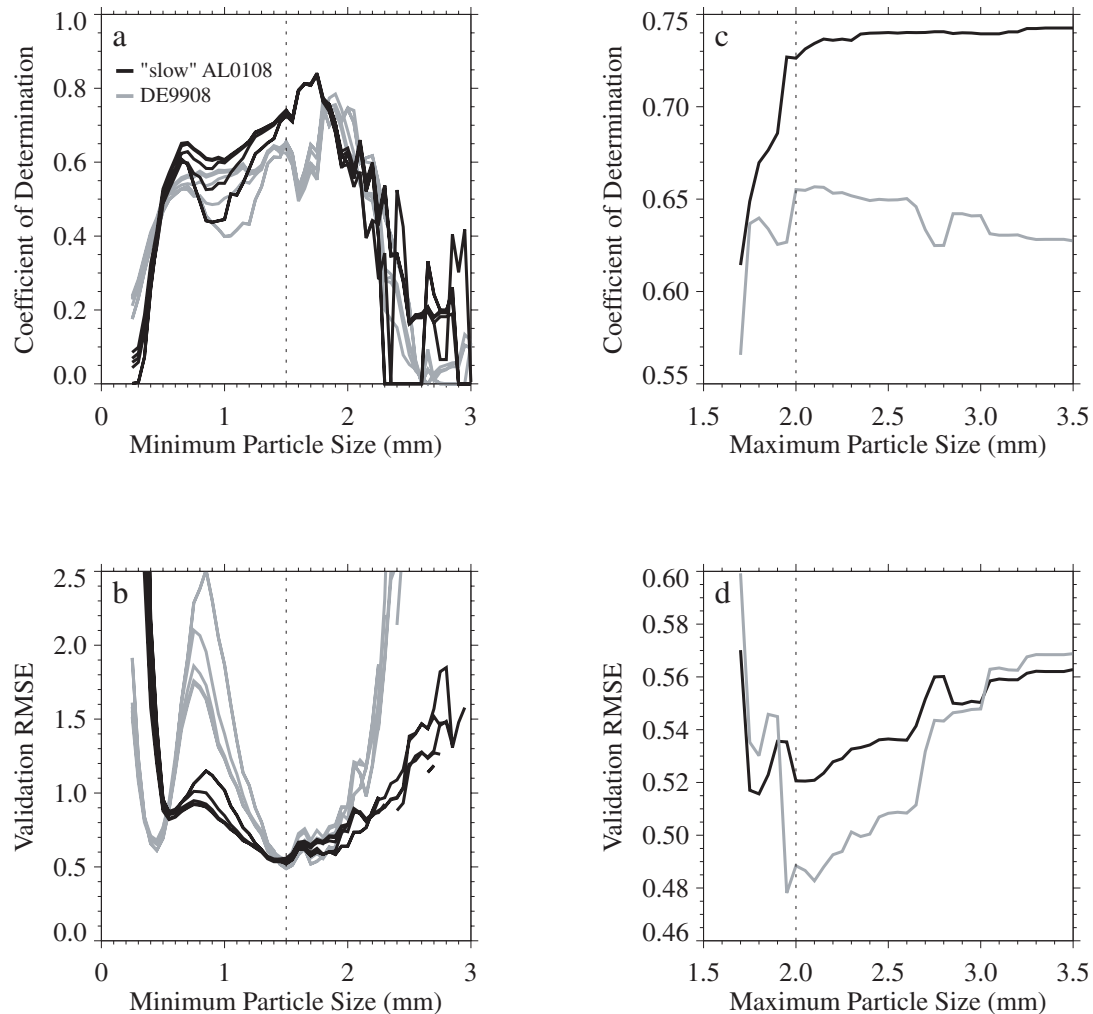 a
"slow" AL0108
DE9908
1.0
0.8
0.6
0.4
0.2
0.0
Coefficient of Determination
0 1 2 3
Minimum Particle Size (mm)
c
0.75
0.70
0.65
0.60
0.55
Coefficient of Determination
1.5 2.0 2.5 3.0 3.5
Maximum Particle Size (mm)
b
2.5
2.0
1.5
1.0
0.5
0.0
Validation RMSE
0 1 2 3
Minimum Particle Size (mm)
d
0.60
0.58
0.56
0.54
0.52
0.50
0.48
0.46
Validation RMSE
1.5 2.0 2.5 3.0 3.5
Maximum Particle Size (mm)